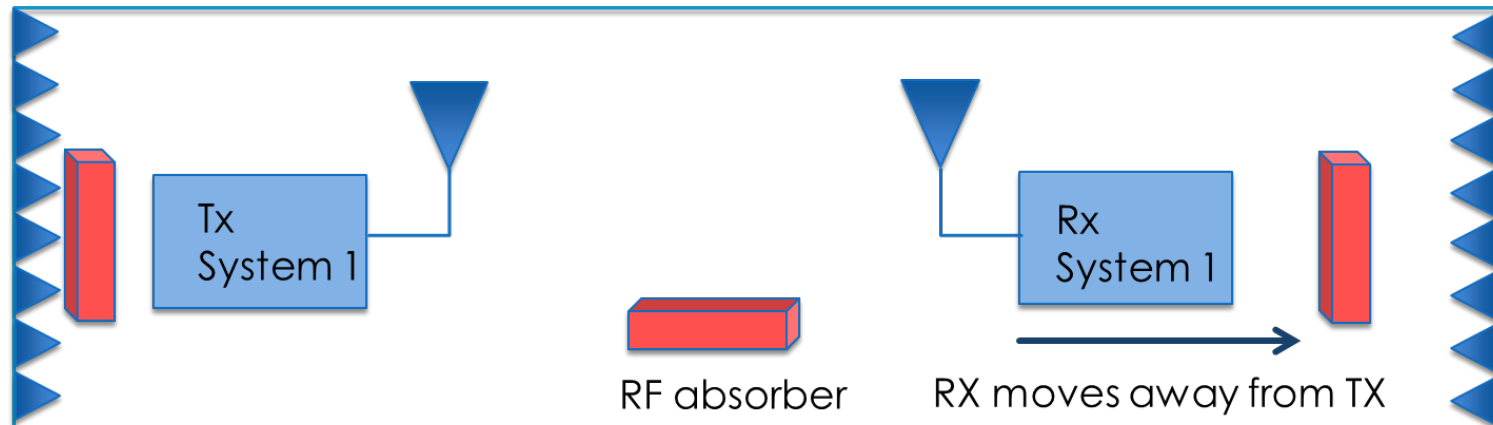 Tx
System 1
Rx
System 1
RF absorber
RX moves away from TX